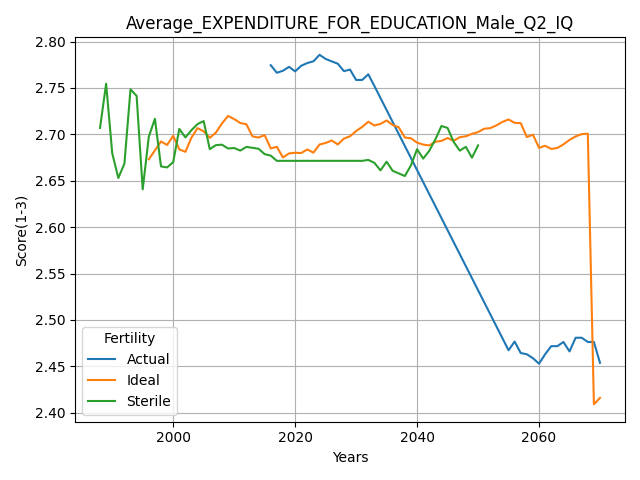 Average_EXPENDITURE_FOR_EDUCATION_Male_Q2_IQ
Score(1-3)
2.80
2.75
2.70
2.65
2.60
2.55
2.50
2.45
2.40
Fertility
Actual
Ideal
Sterile
2000
2020
2040
2060
Years